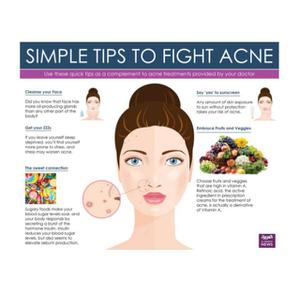 SIMPLE TIPS TO FIGHT ACNE
Use these quick tips as a complement to acne treatments provided by your doctor
Cleanse your Face
Did you know that face has
more oil-producing glands
than any other part of the
body?
Get your ZZZs
If you leave yourself sleep
deprived, you'll find yourself
more prone to stress, and
stress may worsen acne.
The sweet connection
Sugary foods make your
blood sugar levels soar, and
your body responds by
secreting a burst of the
hormone insulin. Insulin
reduces your blood sugar
levels, but also seems to
elevate sebum production.
Say 'yes' to sunscreen
Any amount of skin exposure
to sun without protection
takes your risk of acne.
Embrace Fruits and Veggies
Choose fruits and veggies
that are high in vitamin A.
Retinoic acid, the active
ingredient in prescription
creams for the treatment of
acne, is actually a derivative
of vitamin A.
العربية
NEWS